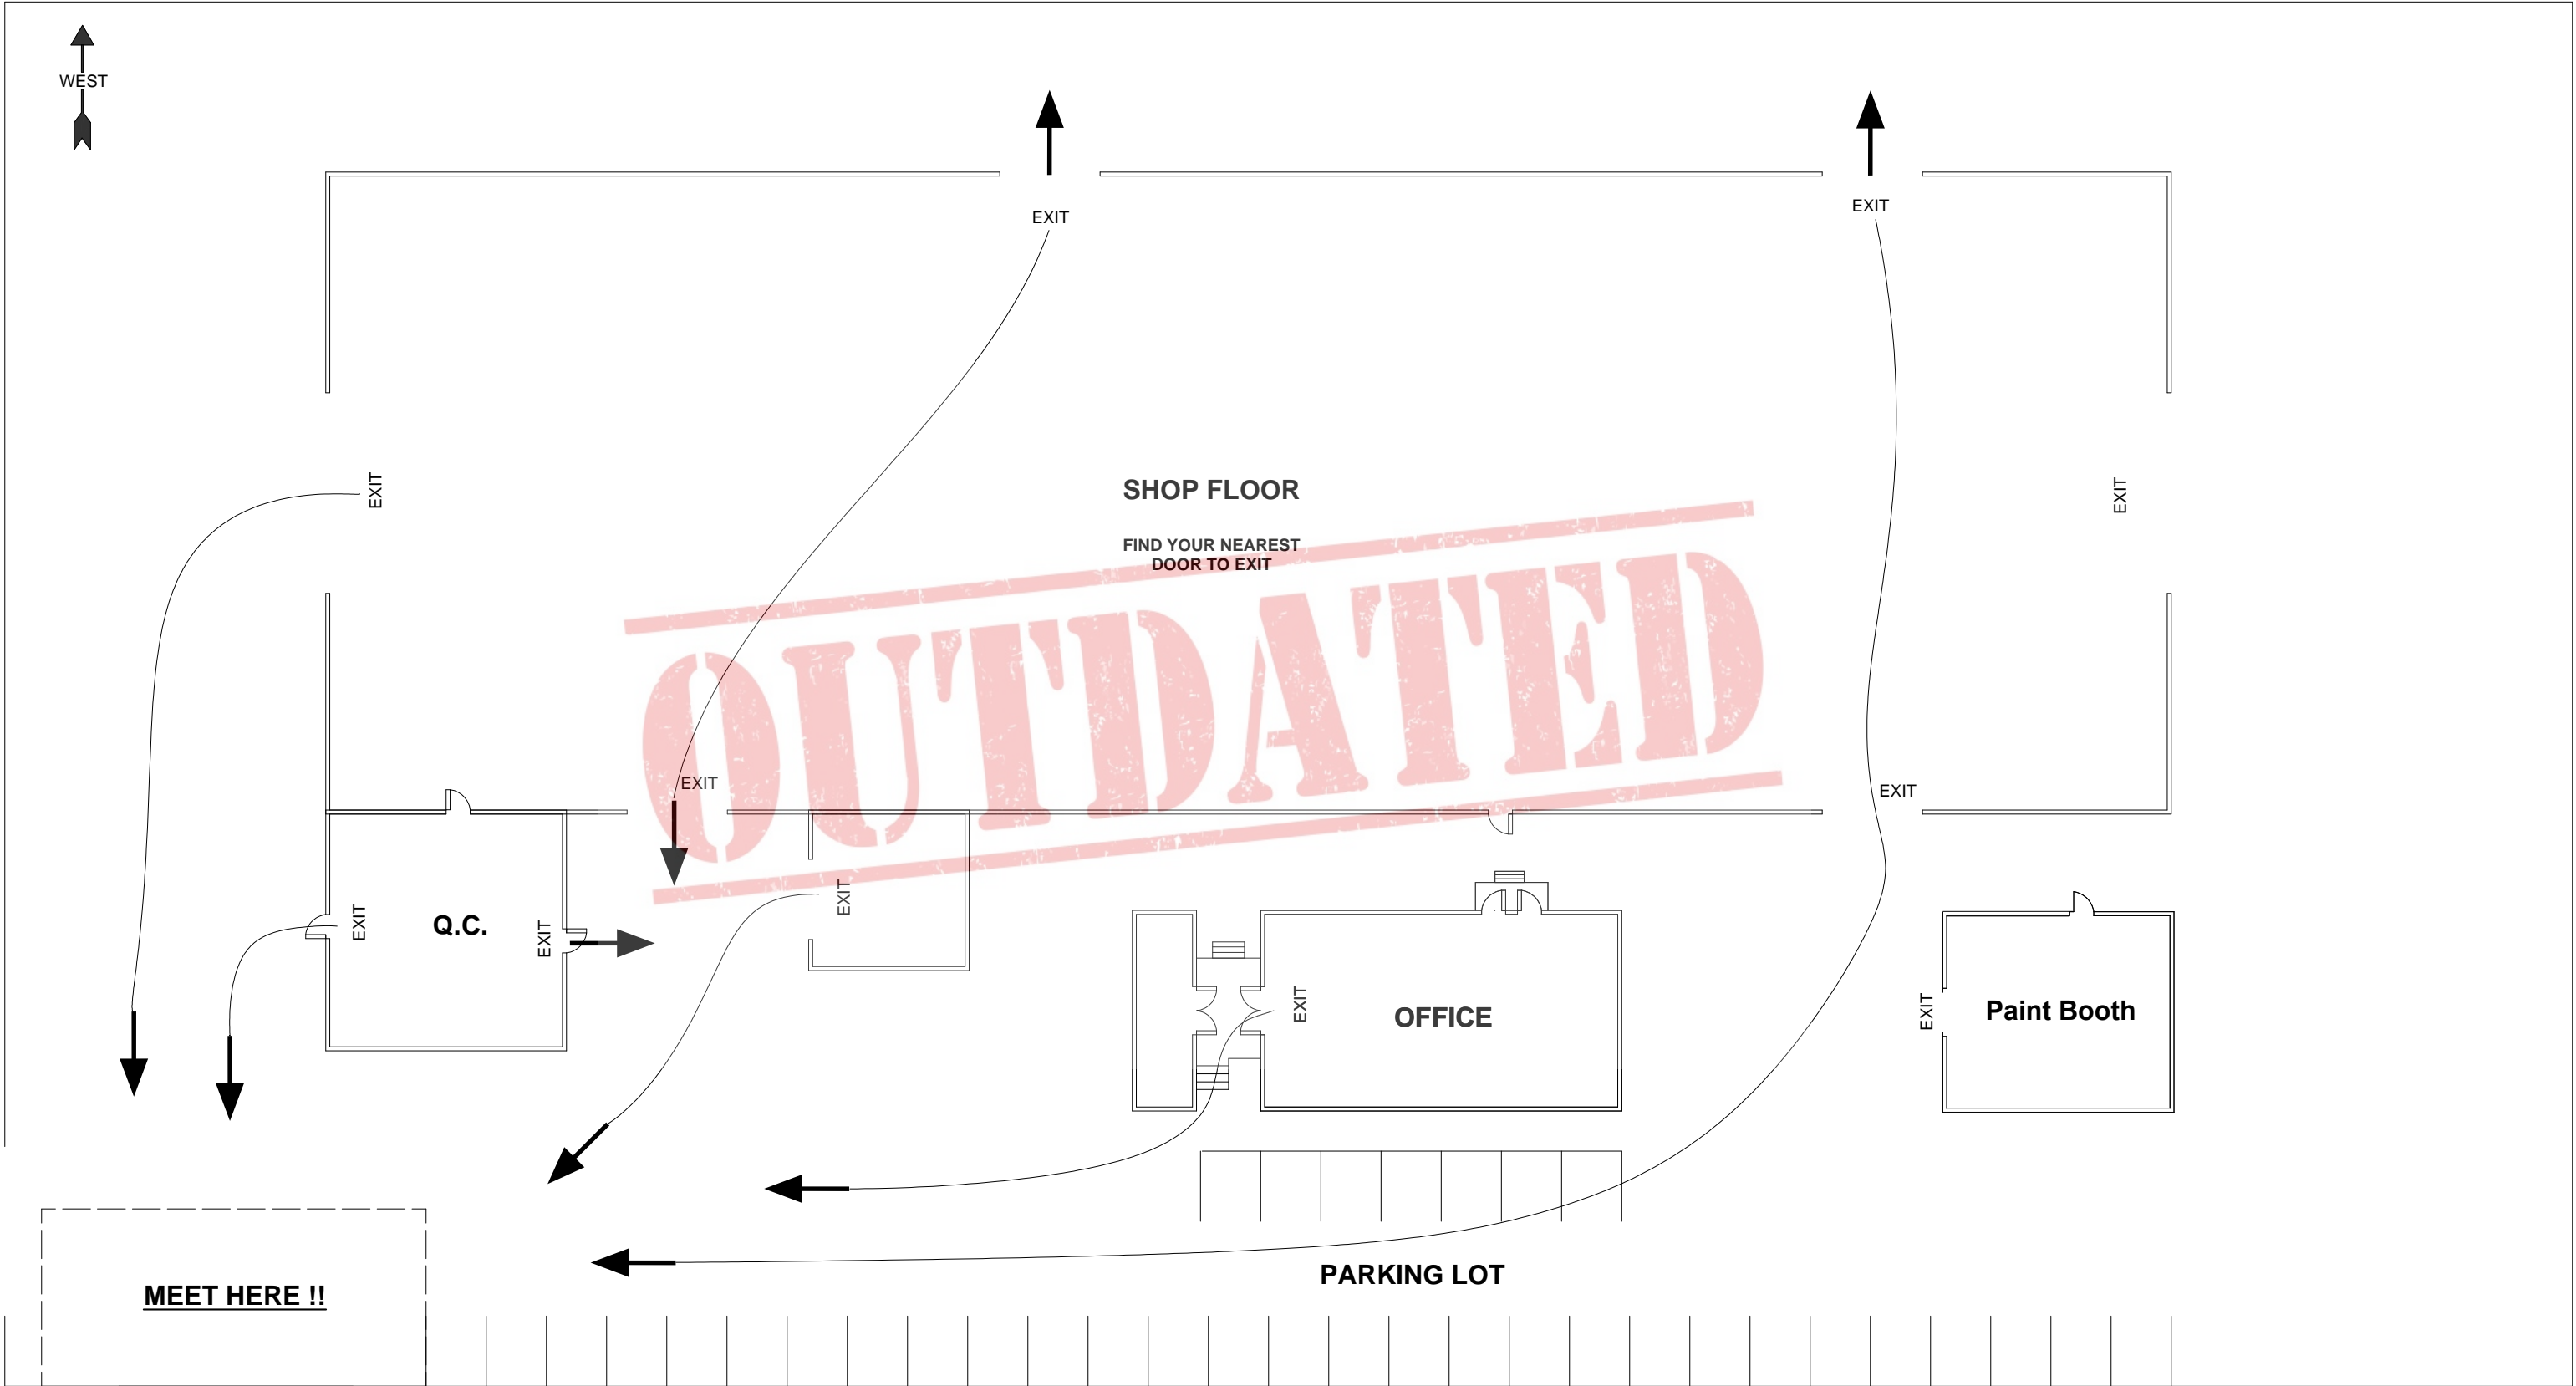 WEST
EXIT
EXIT
EXIT
SHOP FLOOR
EXIT
FIND YOUR NEAREST
DOOR TO EXIT
OUTDATED
EXIT
EXIT
EXIT
Q.C.
EXIT
EXIT
EXIT
OFFICE
EXIT
Paint Booth
MEET HERE !!
PARKING LOT